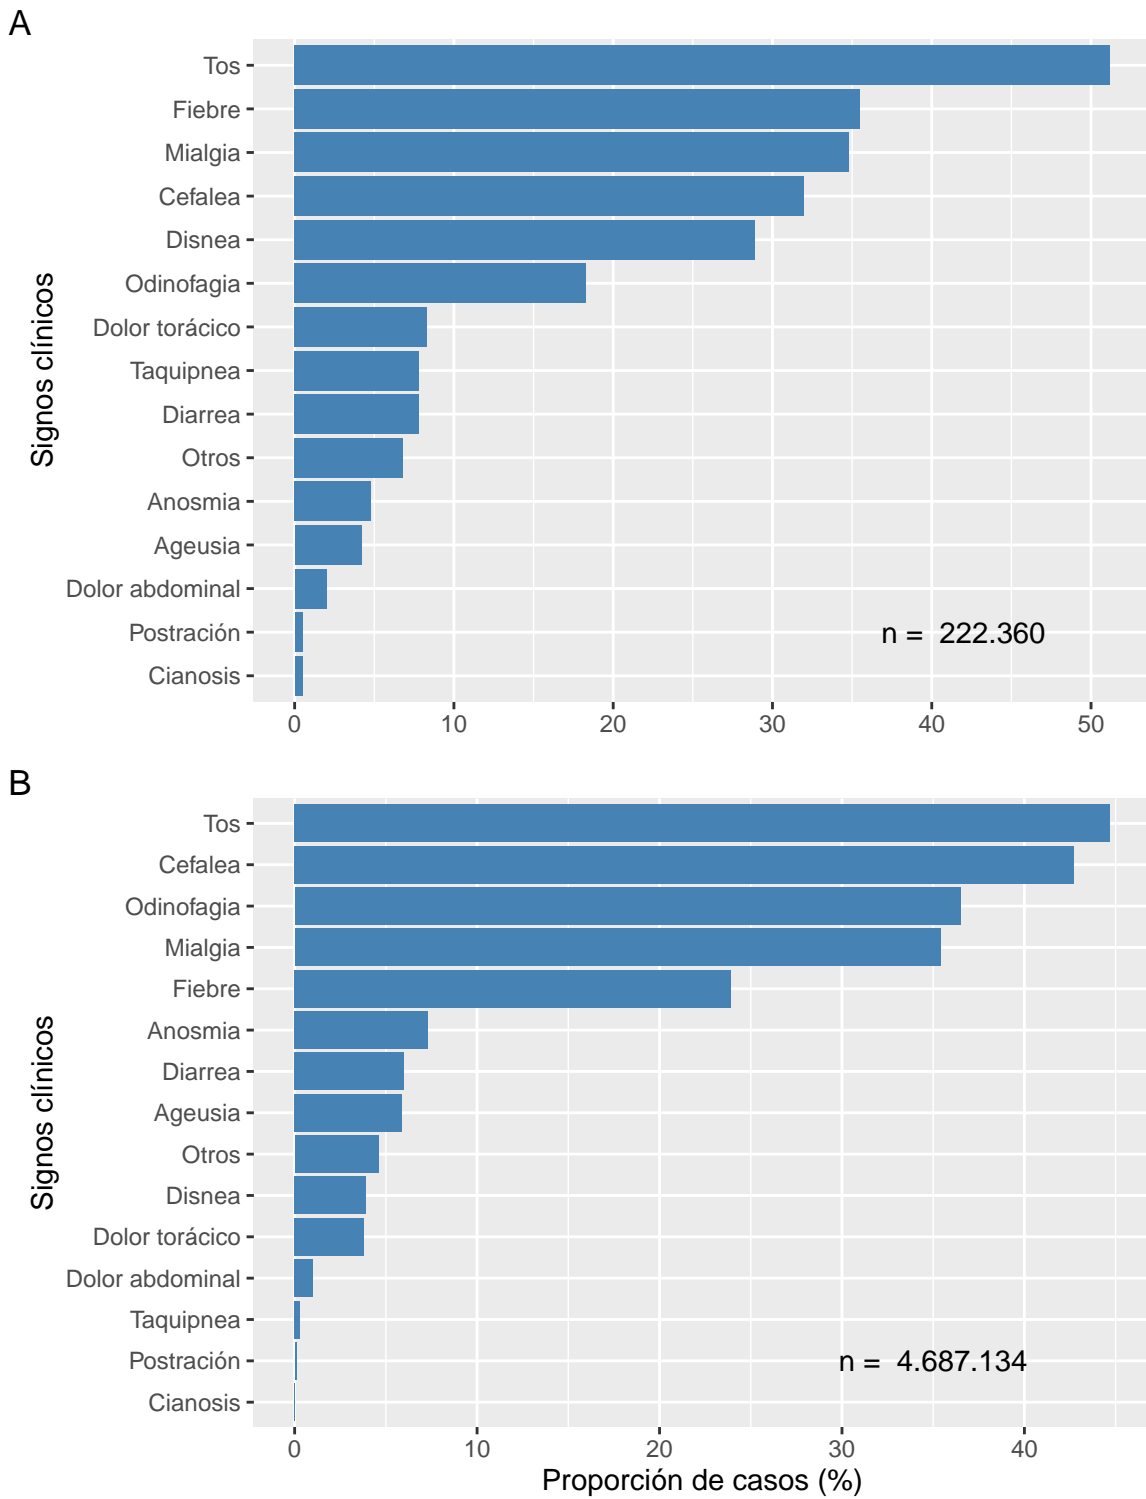 A
Signos clínicos
Tos
Fiebre
Mialgia
Cefalea
Disnea
Odinofagia
Dolor torácico
Taquipnea
Diarrea
Otros
Anosmia
Ageusia
Dolor abdominal
Postración
Cianosis
n = 222.360
0 10 20 30 40 50
B
Signos clínicos
Tos
Cefalea
Odinofagia
Mialgia
Fiebre
Anosmia
Diarrea
Ageusia
Otros
Disnea
Dolor torácico
Dolor abdominal
Taquipnea
Postración
Cianosis
n = 4.687.134
0 10 20 30 40
Proporción de casos (%)